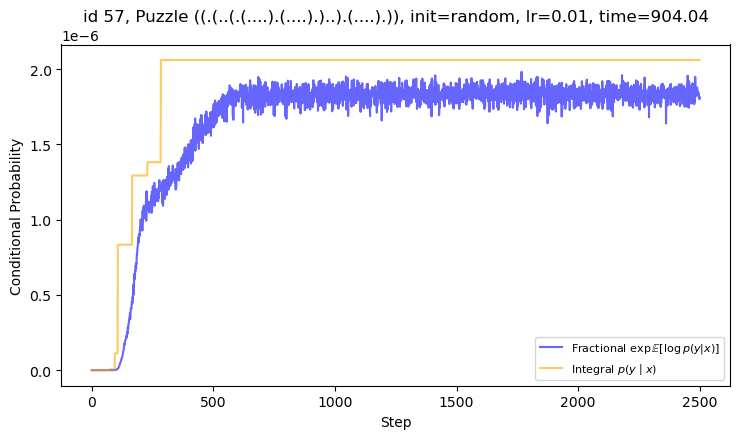 id 57, Puzzle ((.(..(.(....).(....).)..).(....).)), init=random, lr=0.01, time=904.04
1e−6
2.0
1.5
1.0
0.5
0.0
Conditional Probability
0
500
1000
1500
2000
2500
Step
Fractional exp 𝔼[log p(y|x)]
Integral p(y | x)